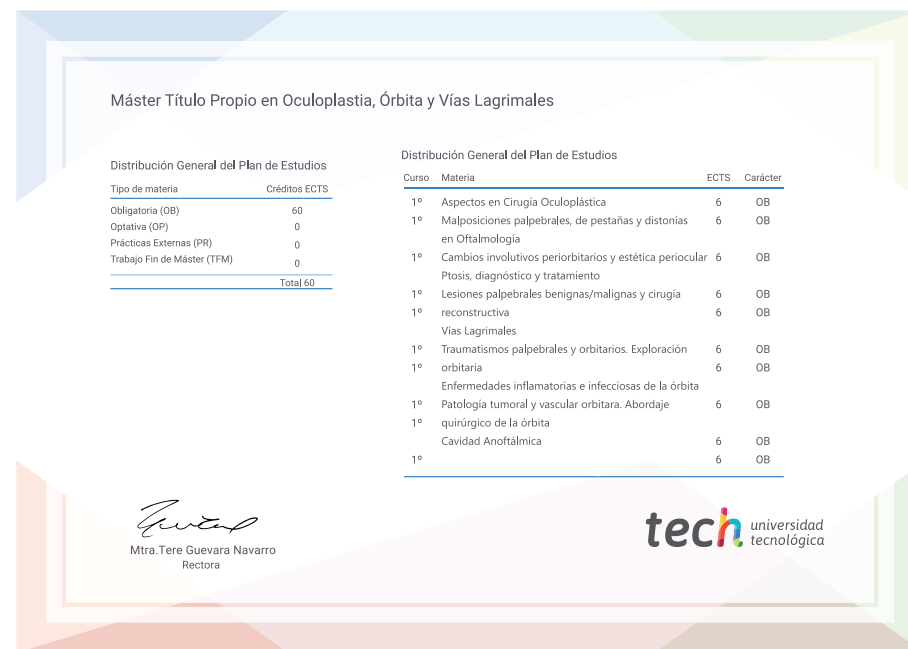 Máster Título Propio en Oculoplastia, Órbita y Vías Lagrimales
Distribución General del Plan de Estudios
Tipo de materia Créditos ECTS
Obligatoria (OB) 60
Optativa (OP) 0
Prácticas Externas (PR) 0
Trabajo Fin de Máster (TFM) 0
Total 60
Distribución General del Plan de Estudios
Curso Materia ECTS Carácter
1º Aspectos en Cirugía Oculoplástica 6 OB
1º Malposiciones palpebrales, de pestañas y distonías 6 OB
en Oftalmología
1º Cambios involutivos periorbitarios y estética periocular 6 OB
Ptosis, diagnóstico y tratamiento
1º Lesiones palpebrales benignas/malignas y cirugía 6 OB
1º reconstructiva 6 OB
Vías Lagrimales
1º Traumatismos palpebrales y orbitarios. Exploración 6 OB
1º orbitaria 6 OB
Enfermedades inflamatorias e infecciosas de la órbita
1º Patología tumoral y vascular orbitara. Abordaje 6 OB
1º quirúrgico de la órbita
Cavidad Anoftálmica 6 OB
1º 6 OB
Mtra.Tere Guevara Navarro
Rectora
tech universidad
tecnológica